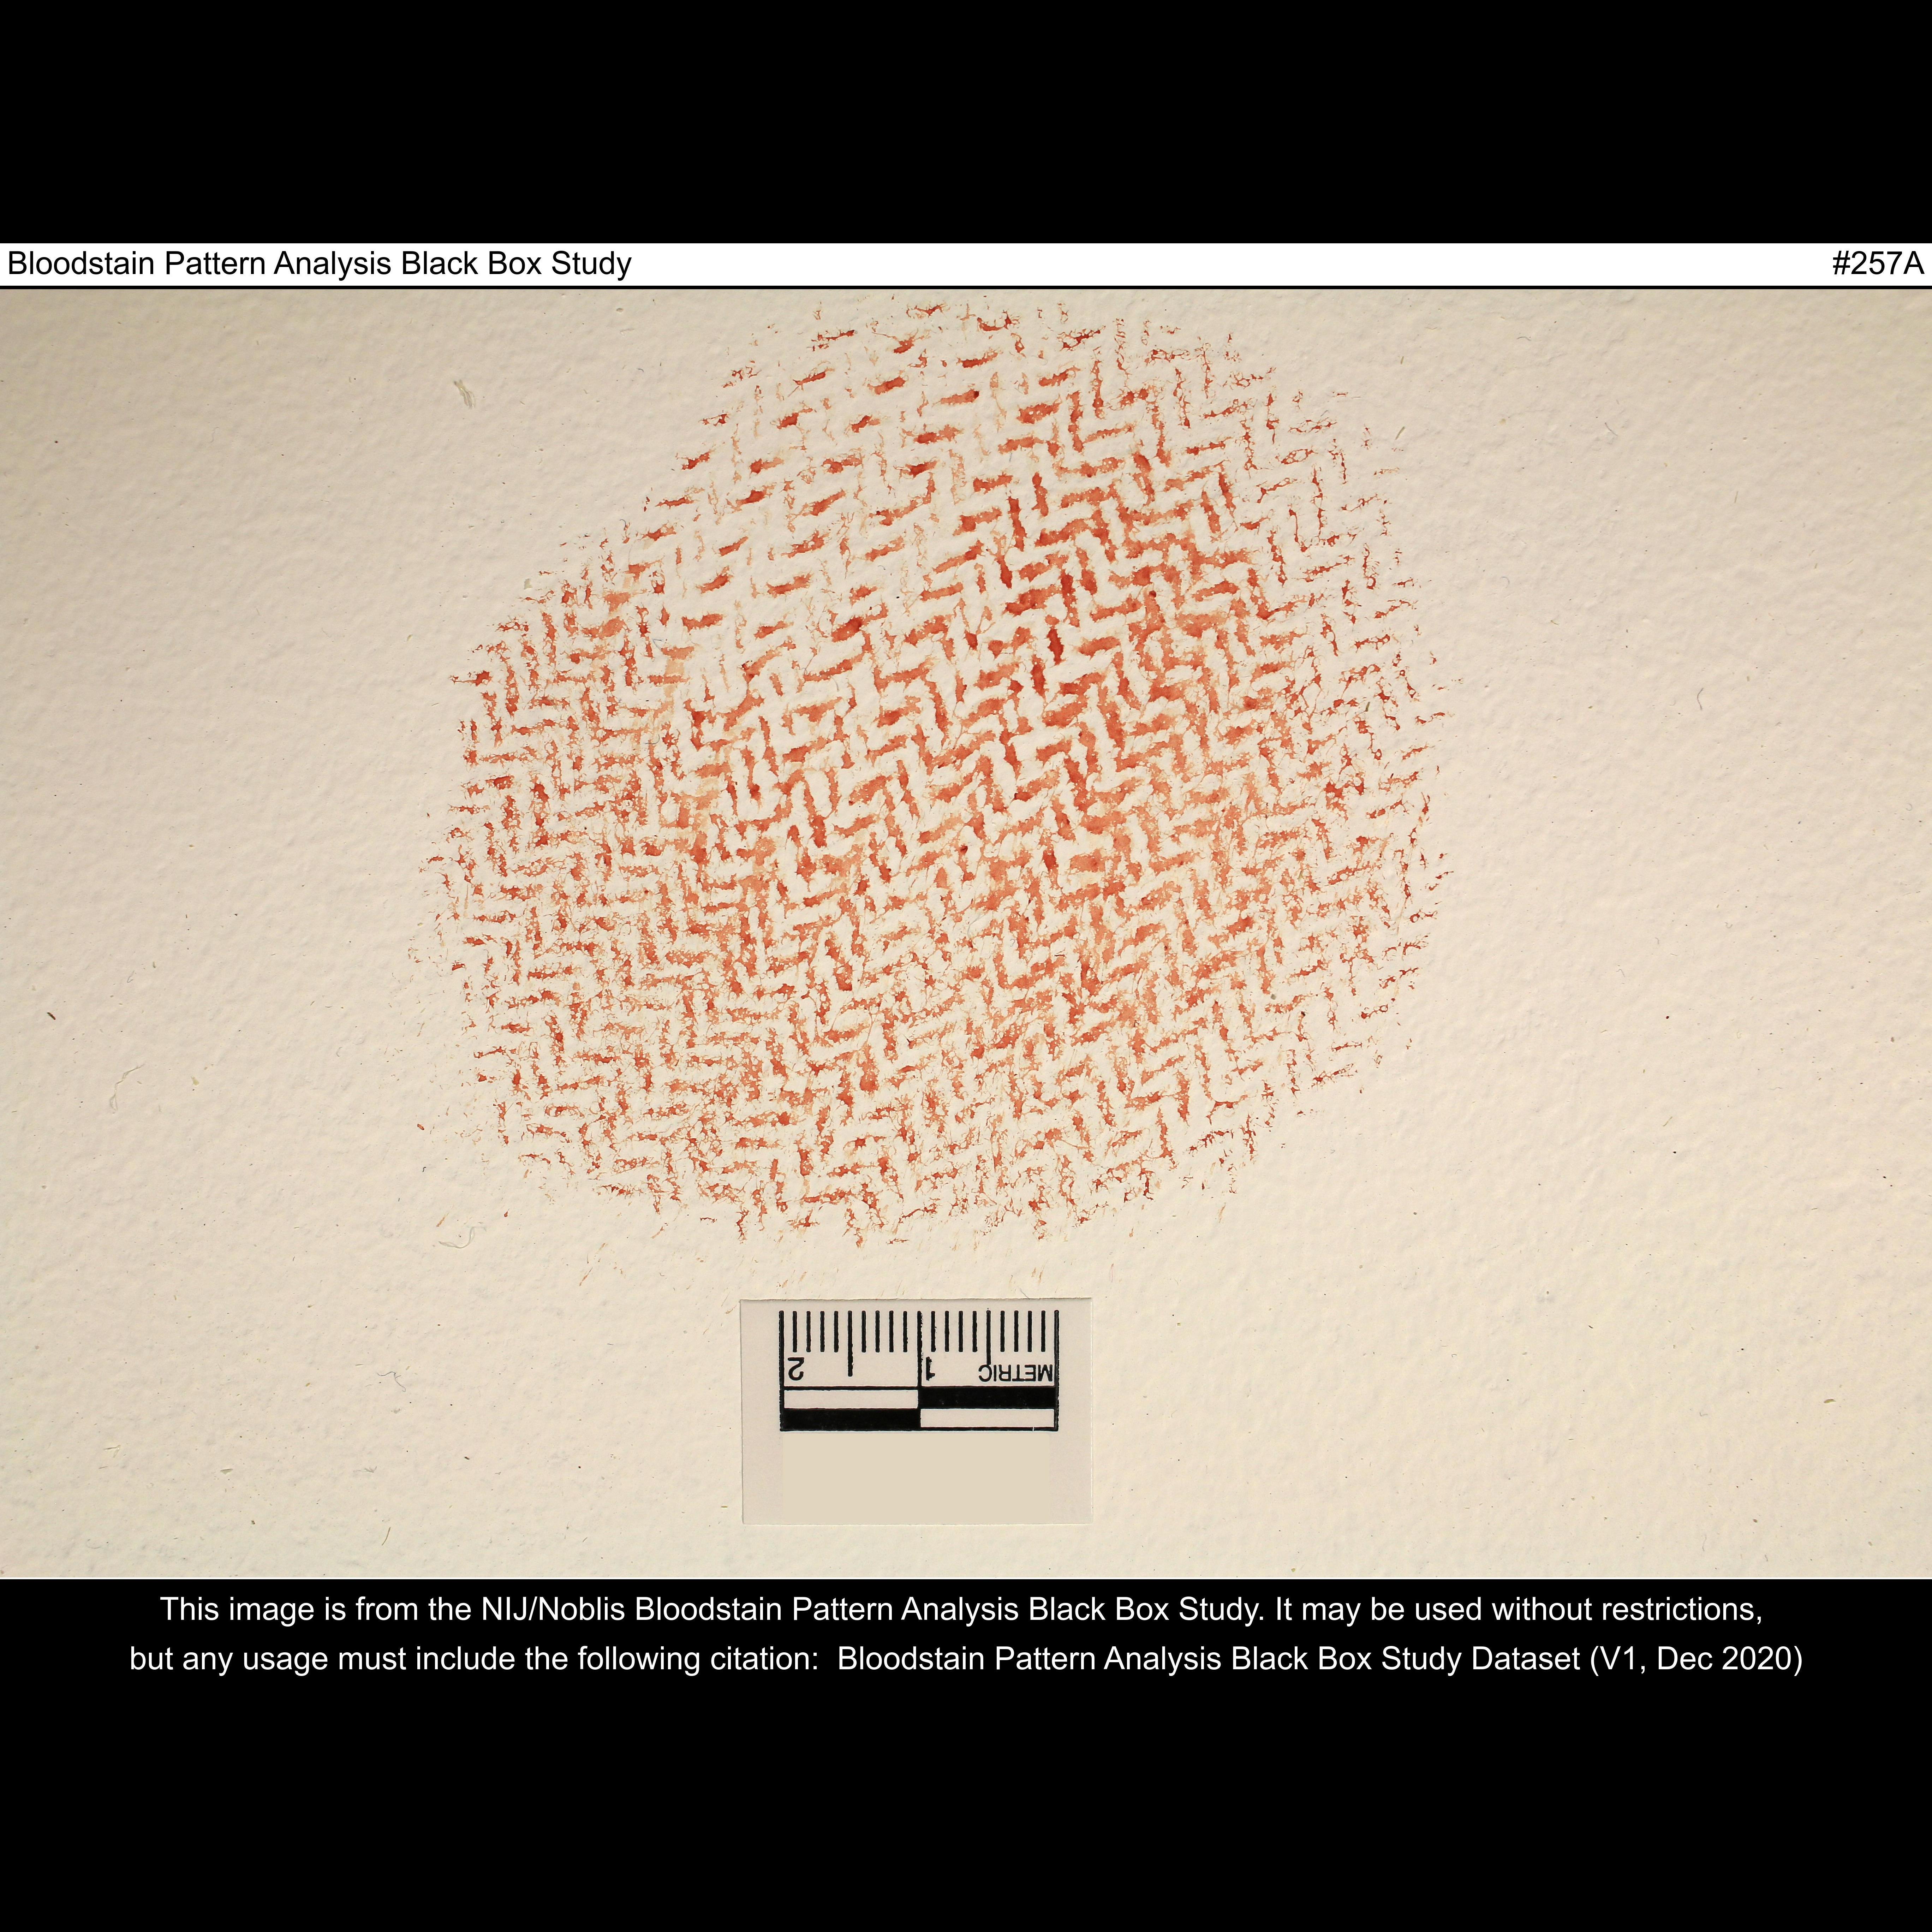 Bloodstain Pattern Analysis Black Box Study #257A
2 1 METRIC
This image is from the NIJ/Noblis Bloodstain Pattern Analysis Black Box Study. It may be used without restrictions,
but any usage must include the following citation: Bloodstain Pattern Analysis Black Box Study Dataset (V1, Dec 2020)